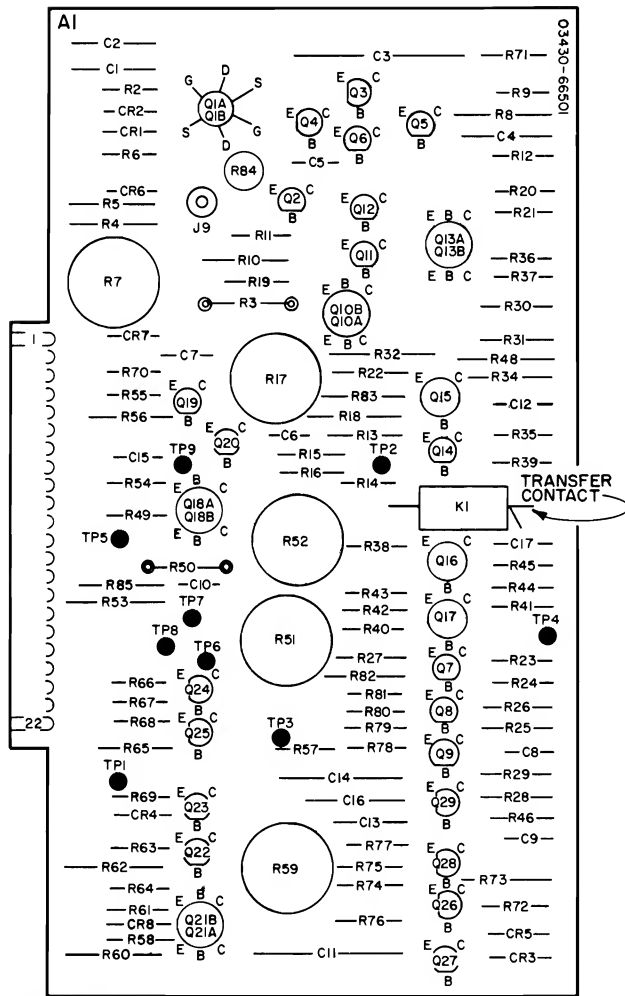 A1
03430-66501
C2 C3 R71
C1
R2 G D S E Q3 C R9
CR2 Q1A B R8
CR1 Q1B E Q4 C E Q5 C C4
S D G B E Q6 C B
R6 B R12
C5
R84
CR6 E Q2 C R20
R5 J9 B E Q12 C R21
R4 B E B C
R11 Q13A
R10 E Q11 C Q13B R36
R7 B E B C R37
R19 E B C
R3 Q10B R30
Q10A
CR7 E B C R31
C7 R32 R48
R70 R17 R22 E C R34
R55 E Q19 C R83 Q15 C12
R56 B R18 B
E Q20 C C6 R13 E Q14 C R35
C15 TP9 B R15 TP2 B R39
R16
R54 E B C R14 TRANSFER
Q18A K1 CONTACT
R49 Q18B
TP5 E B C R52 R38 E C C17
R50 Q16 R45
R85 C10 B R44
R53 R43 E C R41
TP7 R42 Q17 TP4
TP8 R51 R40 B
TP6 R27 E C R23
R66 E Q24 C R82 Q7 R24
R67 B R81 E B C R26
R68 E C TP3 R80 Q8 R25
Q25 R79 B
R65 B R57 R78 E Q9 C C8
TP1 C14 B R29
R69 E Q23 C C16 E Q29 C R28
CR4 B C13 B R46
C9
R63 E Q22 C R77 E C
R62 B R59 R75 Q28 R73
R64 R74 E B C
R61 E B C Q26 R72
CR8 Q21B R76 B
R58 Q21A CR5
R60 E B C C11 E Q27 C CR3
B
1
22